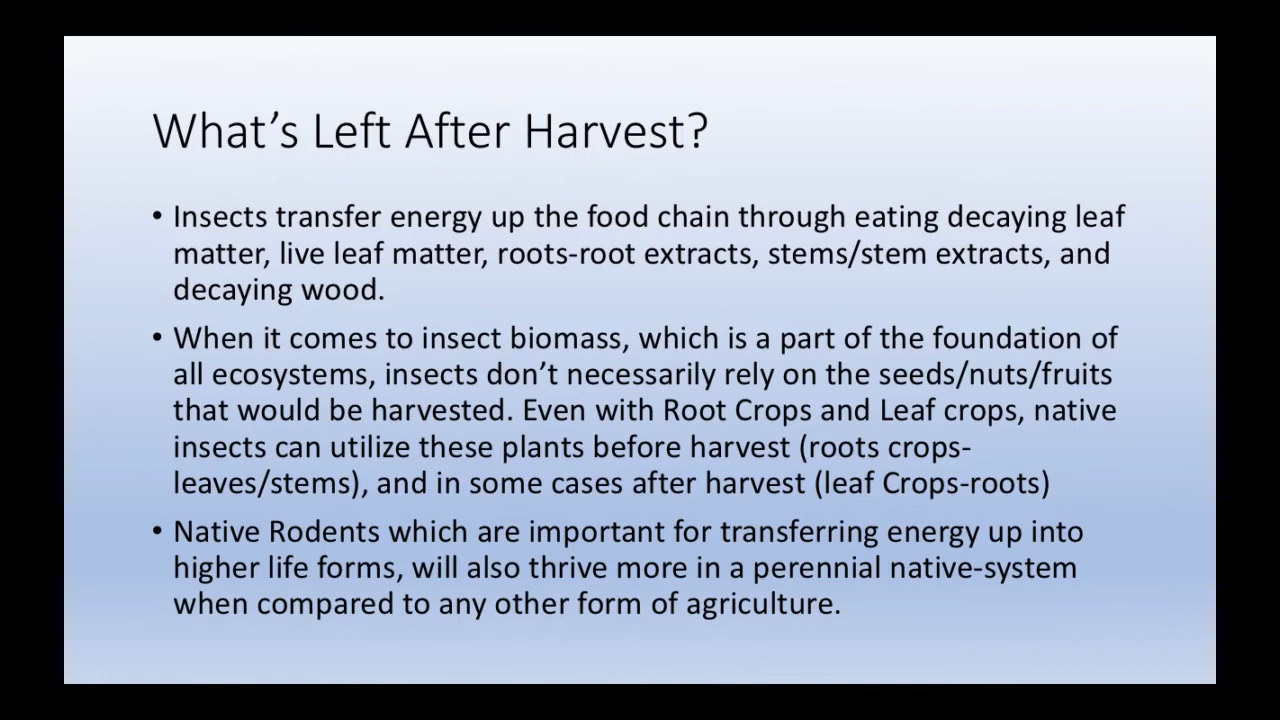 What’s Left After Harvest?
• Insects transfer energy up the food chain through eating decaying leaf
matter, live leaf matter, roots-root extracts, stems/stem extracts, and
decaying wood.
• When it comes to insect biomass, which is a part of the foundation of
all ecosystems, insects don’t necessarily rely on the seeds/nuts/fruits
that would be harvested. Even with Root Crops and Leaf crops, native
insects can utilize these plants before harvest (roots crops-
leaves/stems), and in some cases after harvest (leaf Crops-roots)
• Native Rodents which are important for transferring energy up into
higher life forms, will also thrive more in a perennial native-system
when compared to any other form of agriculture.